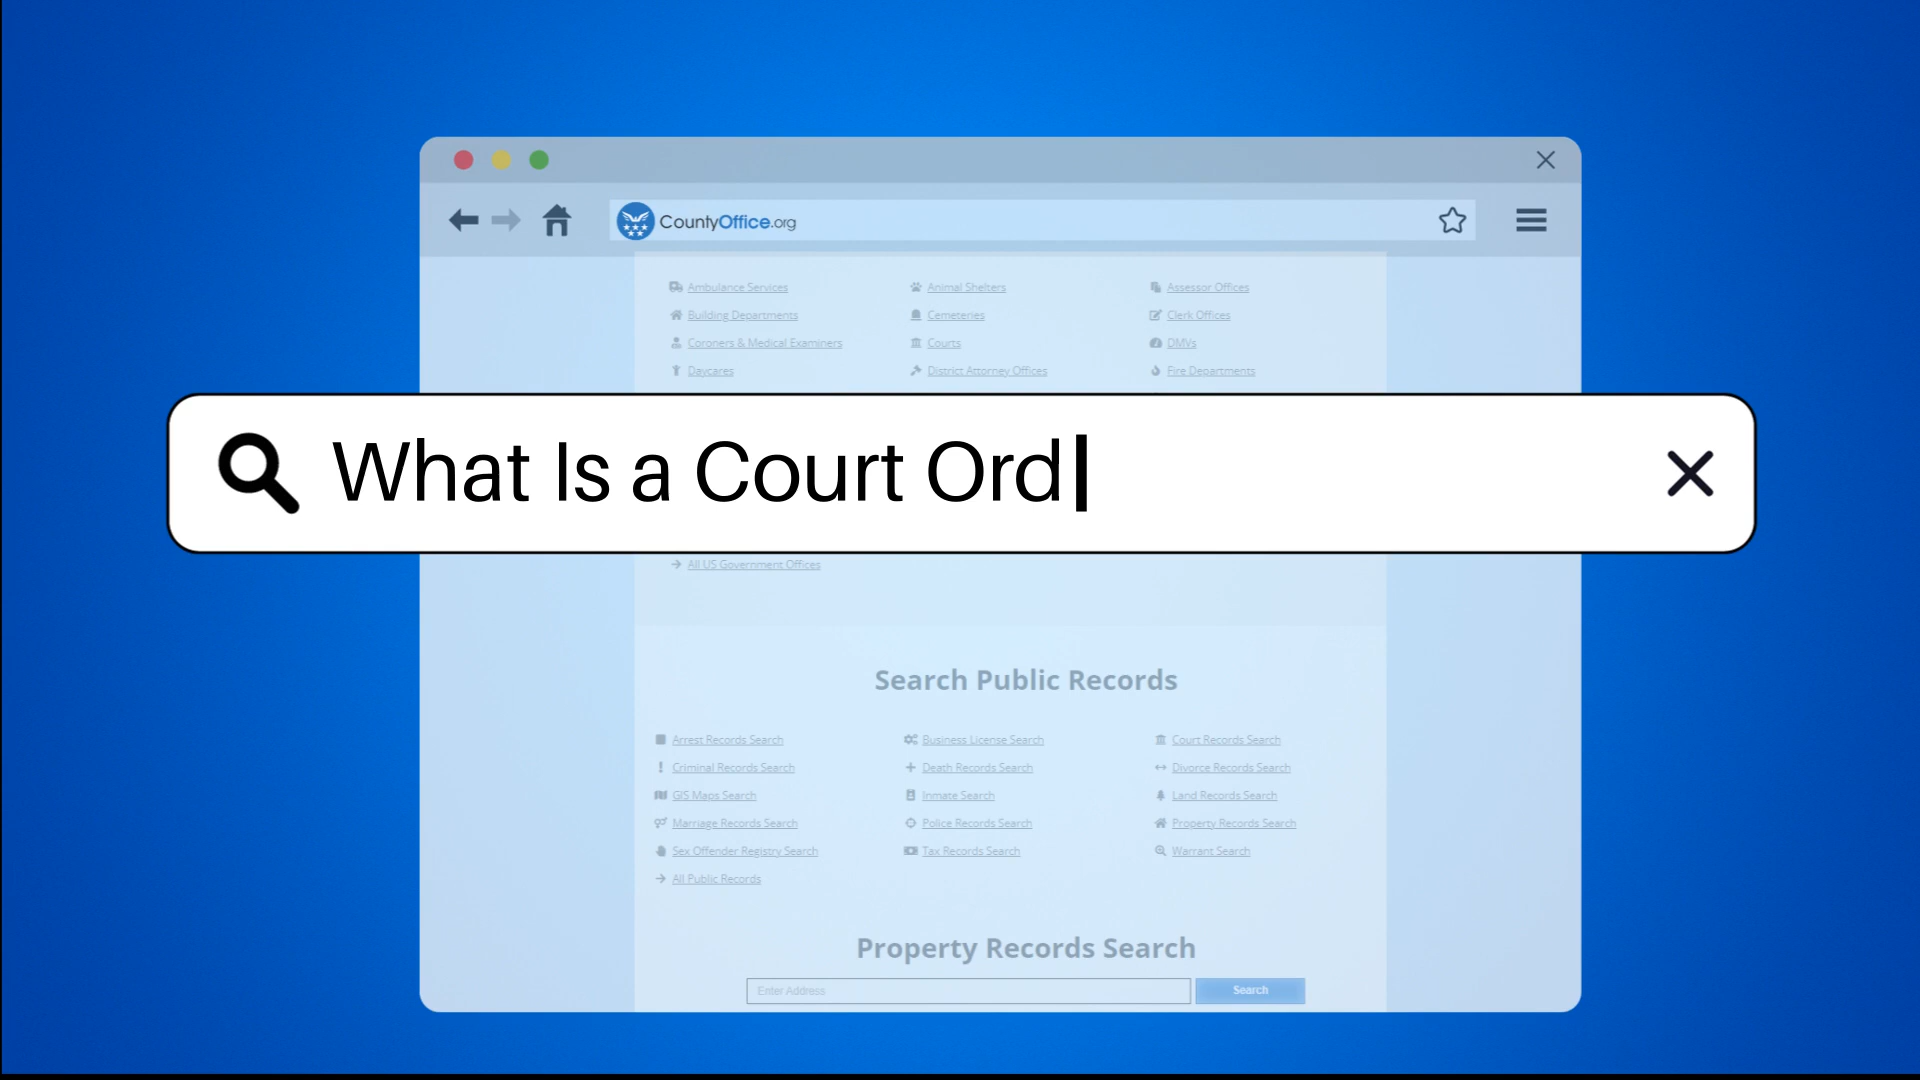 CountyOffice.org
Ambulance Services Animal Shelters Assessor Offices
Building Departments Cemeteries Clerk Offices
Coroners & Medical Examiners Courts DMVs
Daycares District Attorney Offices Fire Departments
What Is a Court Ord
All US Government Offices
Search Public Records
Arrest Records Search Business License Search Court Records Search
Criminal Records Search Death Records Search Divorce Records Search
GIS Maps Search Inmate Search Land Records Search
Marriage Records Search Police Records Search Property Records Search
Sex Offender Registry Search Tax Records Search Warrant Search
All Public Records
Property Records Search
Enter Address Search